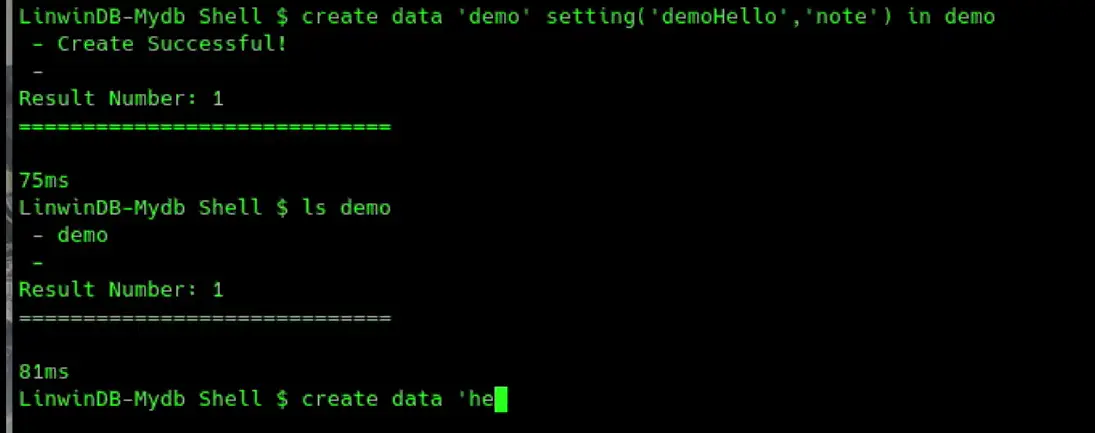 LinwinDB-Mydb Shell $ create data 'demo' setting('demoHello','note') in demo
 - Create Successful!
 -
Result Number: 1
=============================

75ms
LinwinDB-Mydb Shell $ ls demo
 - demo
 -
Result Number: 1
=============================

81ms
LinwinDB-Mydb Shell $ create data 'he